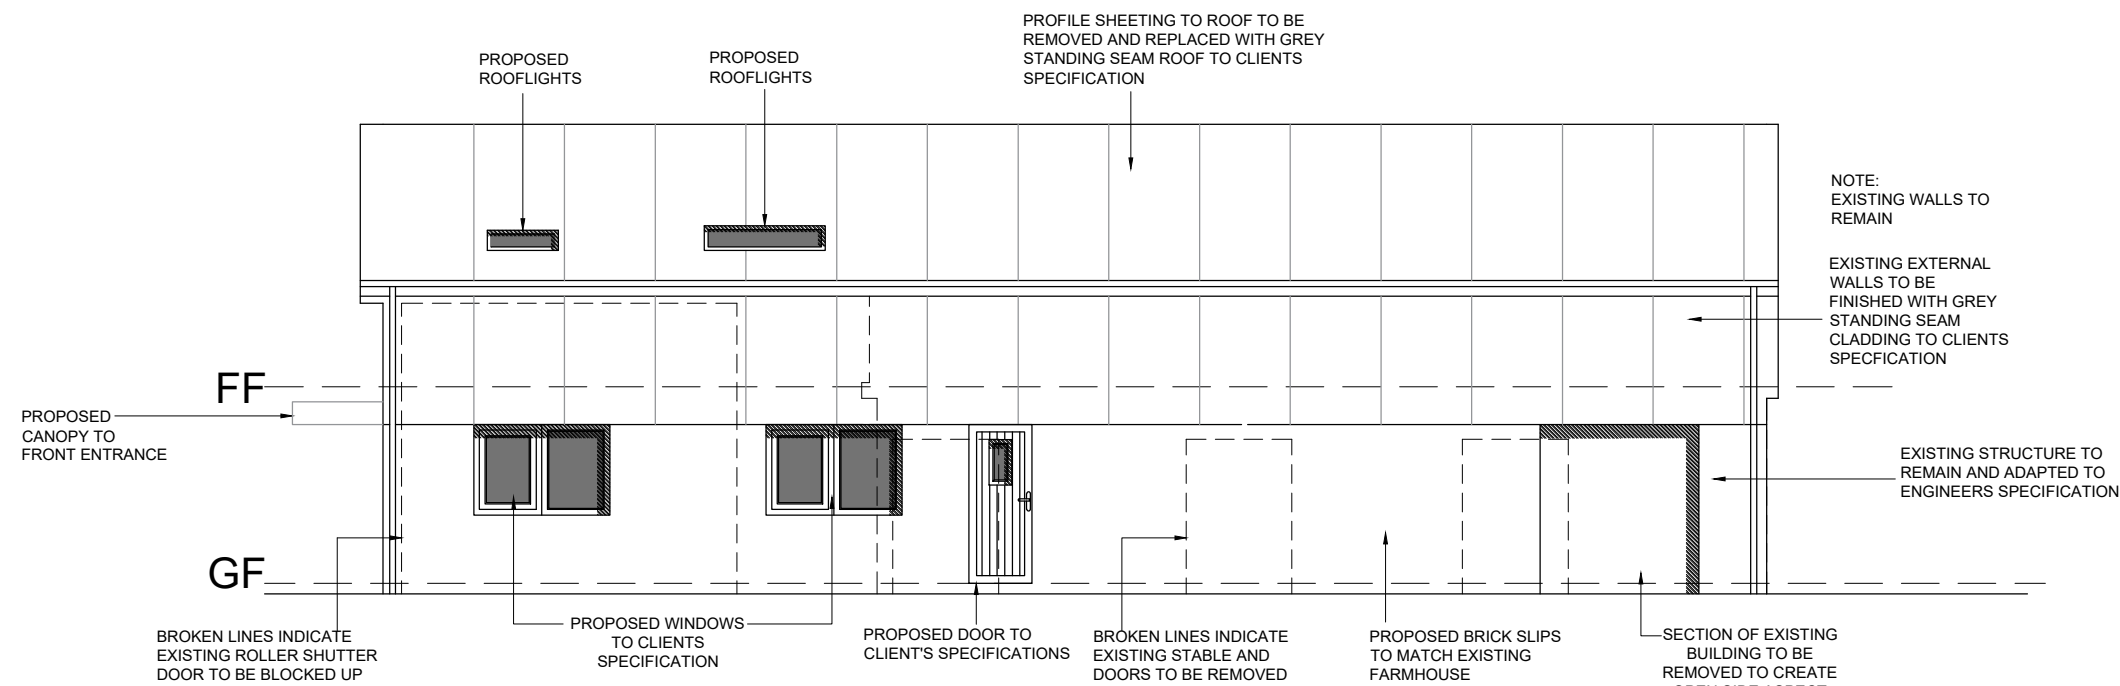 PROFILE SHEETING TO ROOF TO BE
REMOVED AND REPLACED WITH GREY
STANDING SEAM ROOF TO CLIENTS
SPECIFICATION
PROPOSED
ROOFLIGHTS
PROPOSED
ROOFLIGHTS
NOTE:
EXISTING WALLS TO
REMAIN
EXISTING EXTERNAL
WALLS TO BE
FINISHED WITH GREY
STANDING SEAM
CLADDING TO CLIENTS
SPECFICATION
FF
PROPOSED
CANOPY TO
FRONT ENTRANCE
EXISTING STRUCTURE TO
REMAIN AND ADAPTED TO
ENGINEERS SPECIFICATION
GF
BROKEN LINES INDICATE
EXISTING ROLLER SHUTTER
DOOR TO BE BLOCKED UP
PROPOSED WINDOWS
TO CLIENTS
SPECIFICATION
PROPOSED DOOR TO
CLIENT'S SPECIFICATIONS
BROKEN LINES INDICATE
EXISTING STABLE AND
DOORS TO BE REMOVED
PROPOSED BRICK SLIPS
TO MATCH EXISTING
FARMHOUSE
SECTION OF EXISTING
BUILDING TO BE
REMOVED TO CREATE